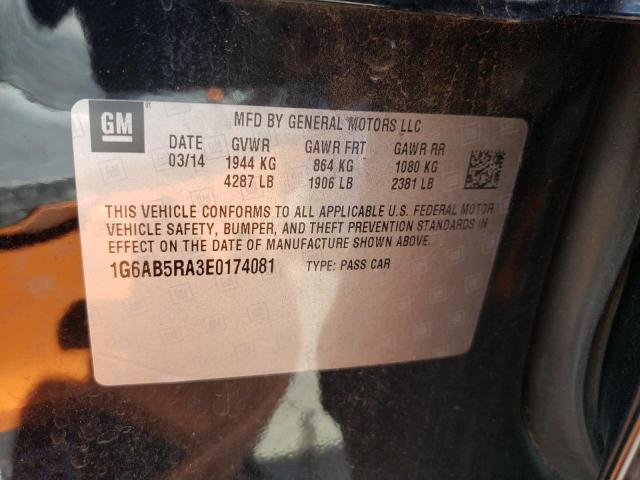 GM
MFD BY GENERAL MOTORS LLC
DATE GVWR GAWR FRT GAWR RR
03/14 1944 KG 864 KG 1080 KG
4287 LB 1906 LB 2381 LB
THIS VEHICLE CONFORMS TO ALL APPLICABLE U.S. FEDERAL MOTOR
VEHICLE SAFETY, BUMPER, AND THEFT PREVENTION STANDARDS IN
EFFECT ON THE DATE OF MANUFACTURE SHOWN ABOVE.
1G6AB5RA3E0174081 TYPE: PASS CAR